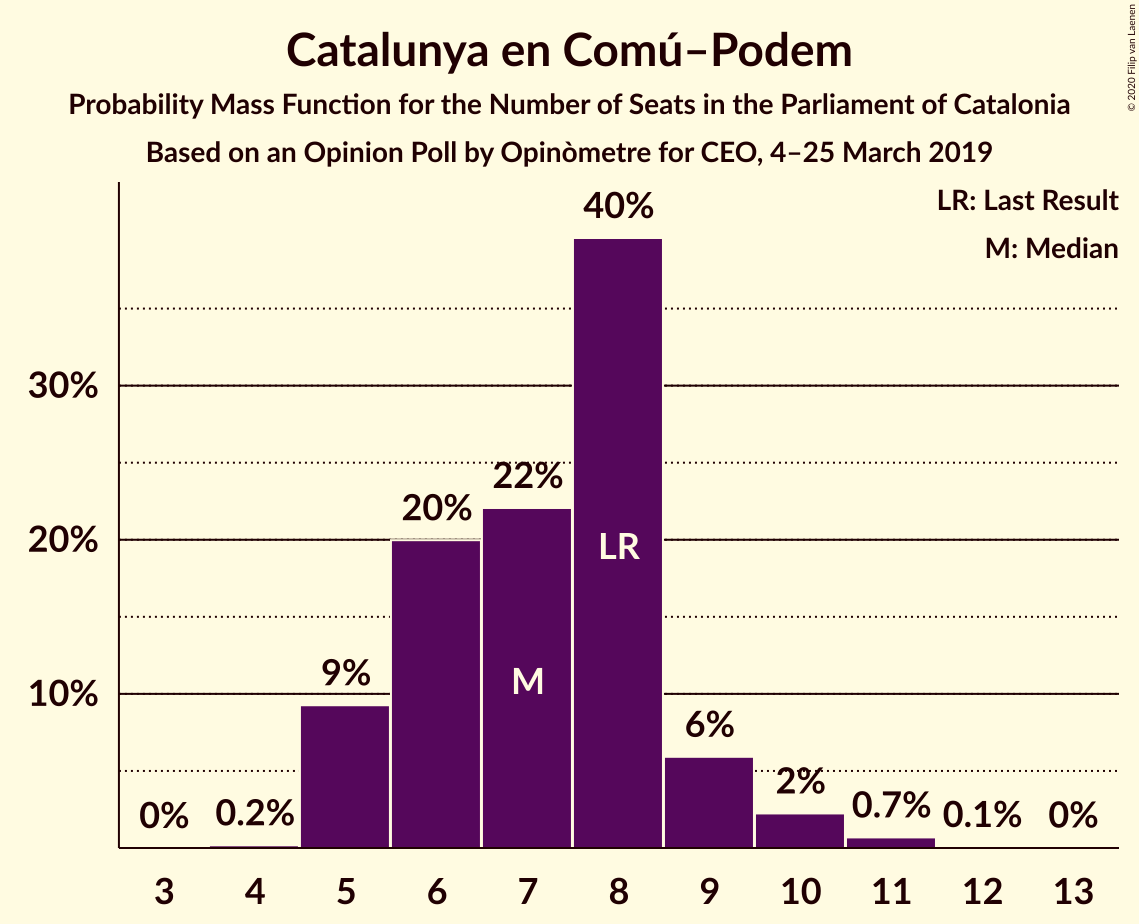 Catalunya en Comú–Podem
Probability Mass Function for the Number of Seats in the Parliament of Catalonia
Based on an Opinion Poll by Opinòmetre for CEO, 4–25 March 2019
© 2020 Filip van Laenen
LR: Last Result
M: Median
40%
30%
22%
20%
20%
LR
9%
M
10%
6%
2%
0%
0.2%
0.7%
0.1%
0%
3 4 5 6 7 8 9 10 11 12 13